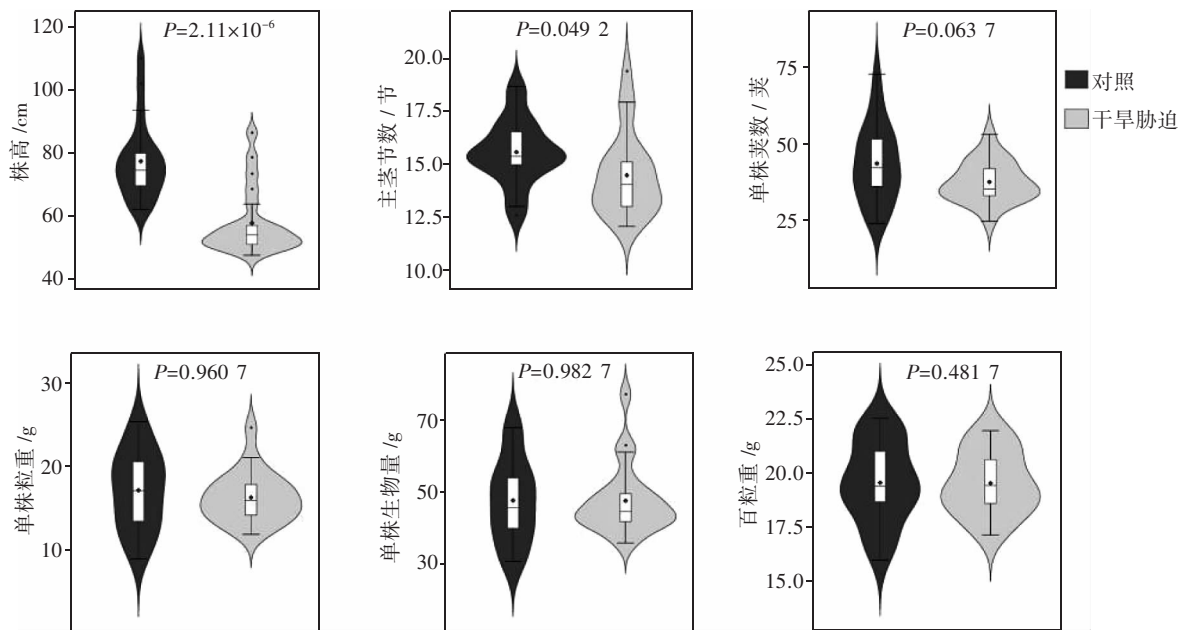 株高 /cm
120
100
80
60
40
P=2.11×10⁻⁶
主茎节数 / 节
20.0
17.5
15.0
12.5
10.0
P=0.049 2
单株荚数 / 荚
75
50
25
P=0.063 7
对照
干旱胁迫
单株粒重 /g
30
20
10
P=0.960 7
单株生物量 /g
70
50
30
P=0.982 7
百粒重 /g
25.0
22.5
20.0
17.5
15.0
P=0.481 7